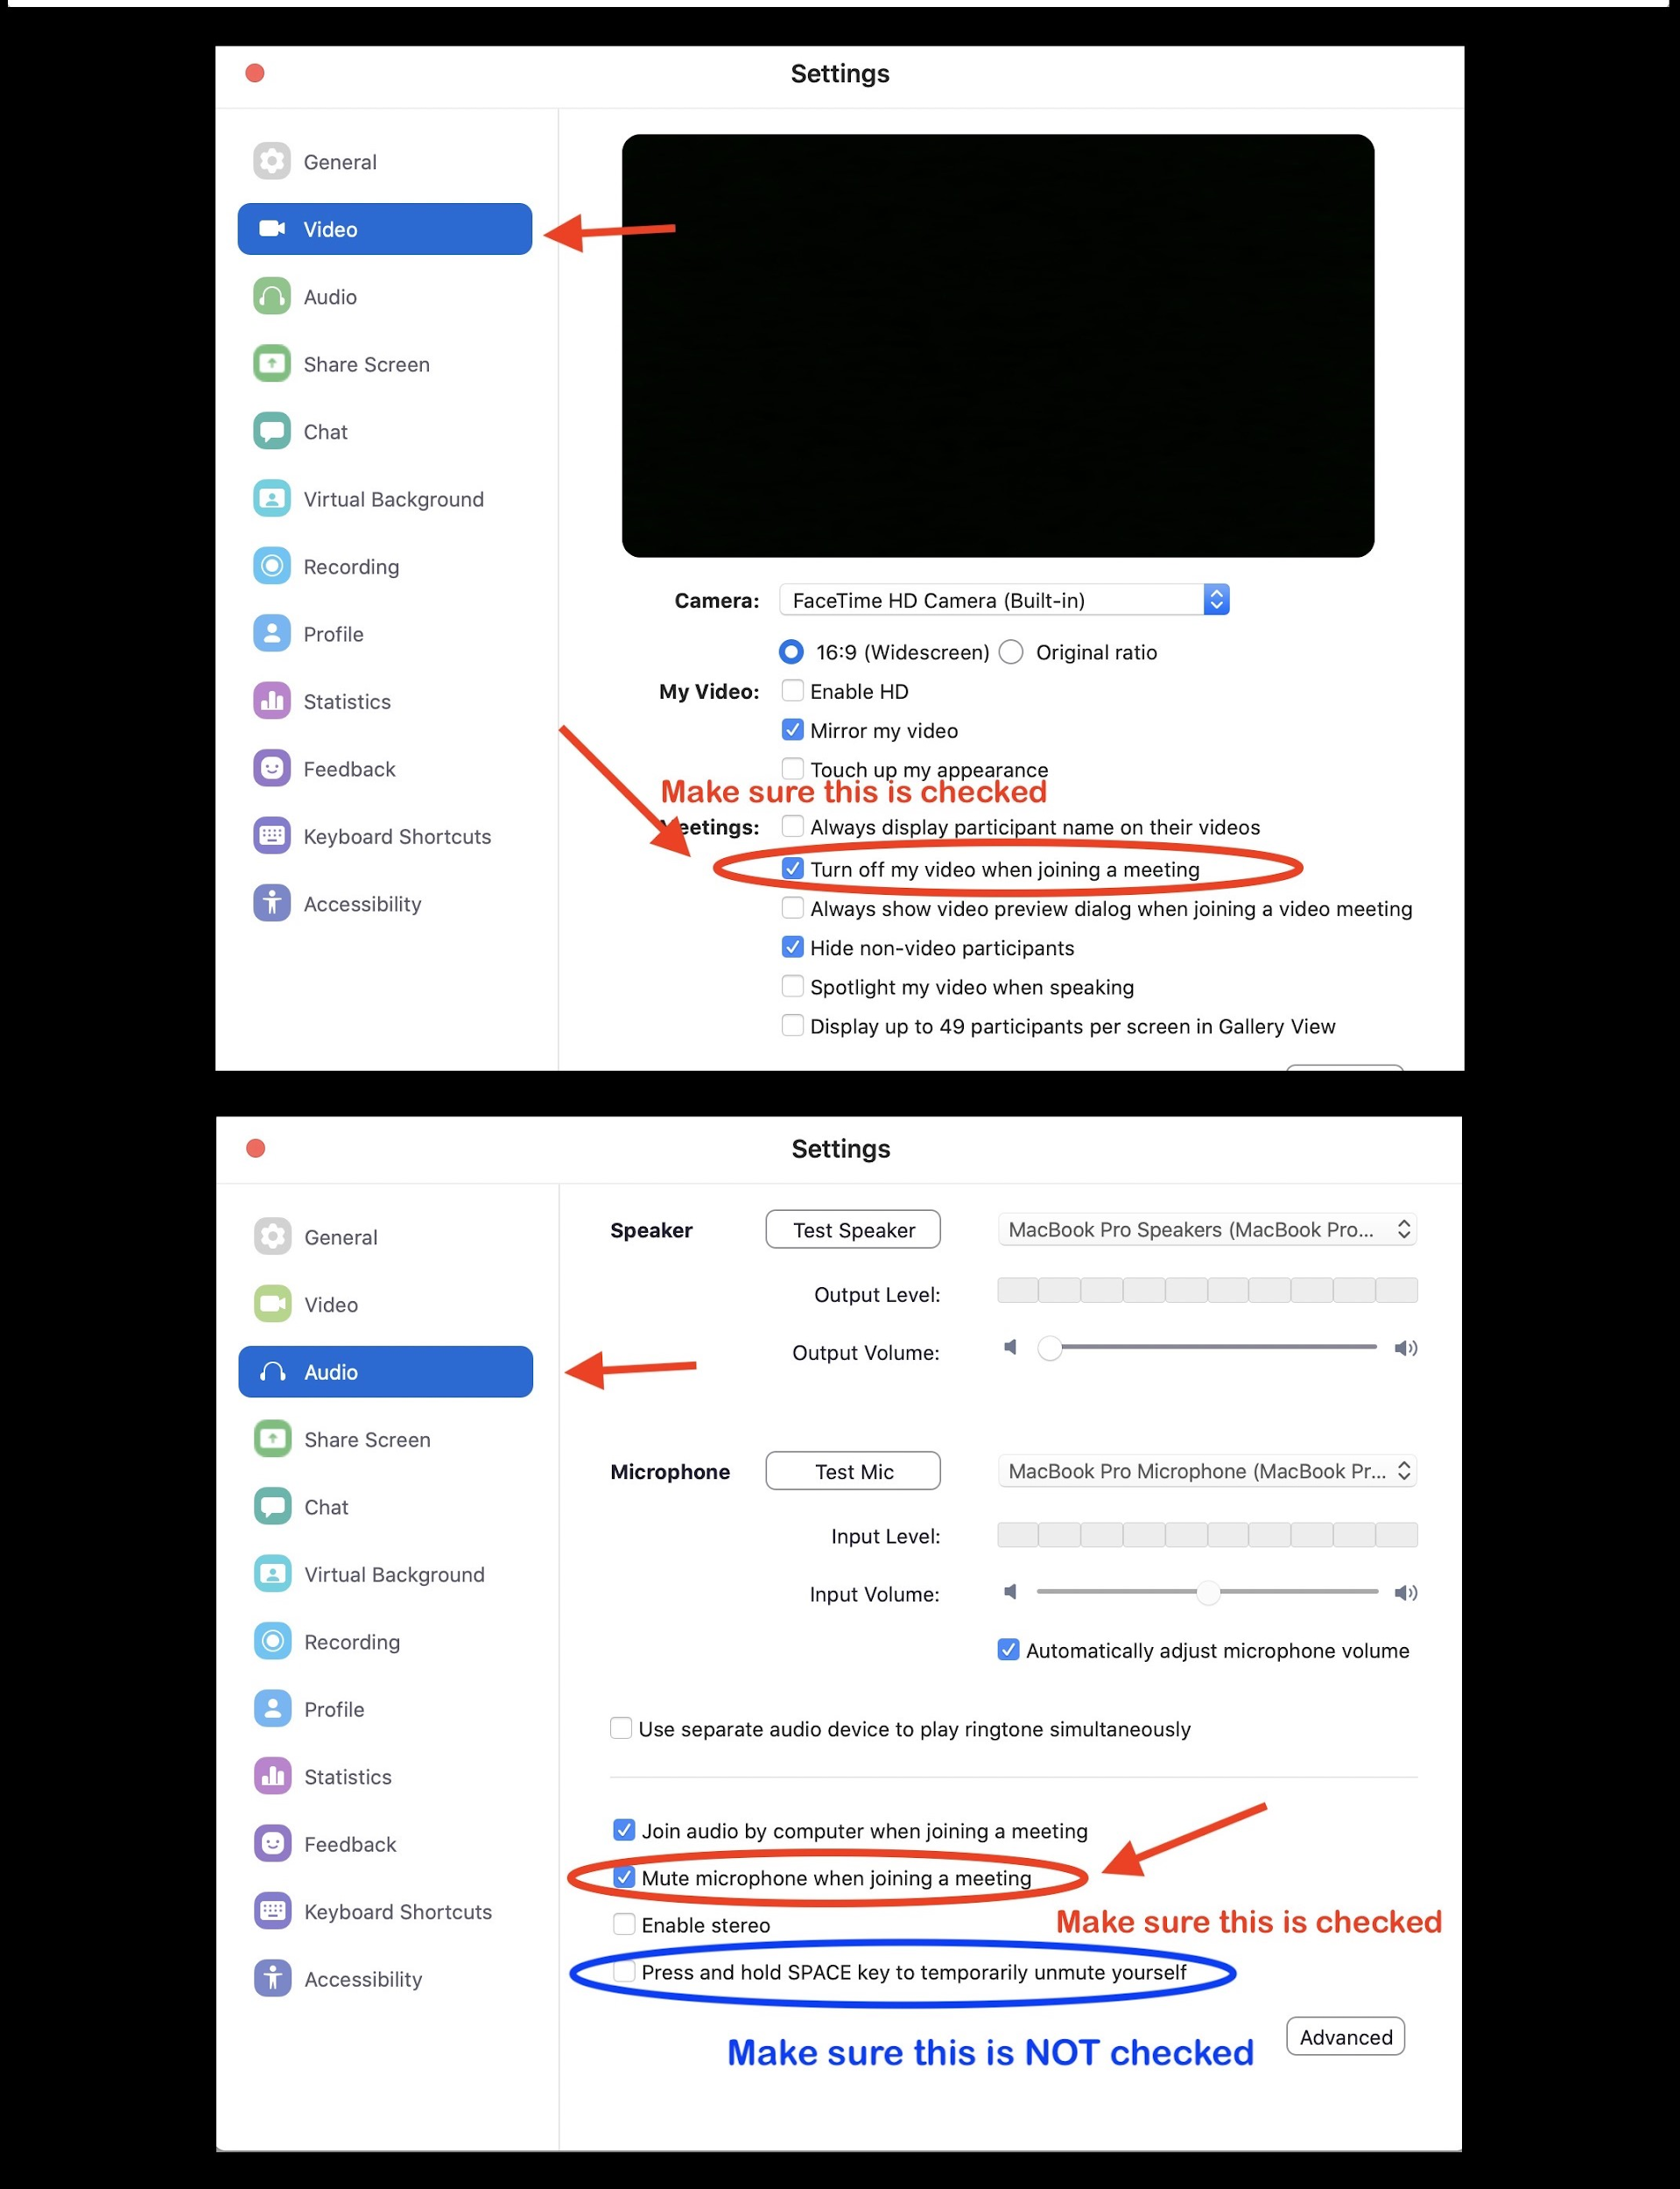 Settings
General
Video
Audio
Share Screen
Chat
Virtual Background
Recording
Profile
Statistics
Feedback
Keyboard Shortcuts
Accessibility
Camera: FaceTime HD Camera (Built-in)
16:9 (Widescreen) Original ratio
My Video: Enable HD
Mirror my video
Touch up my appearance
Make sure this is checked
Meetings: Always display participant name on their videos
Turn off my video when joining a meeting
Always show video preview dialog when joining a video meeting
Hide non-video participants
Spotlight my video when speaking
Display up to 49 participants per screen in Gallery View
Settings
General
Video
Audio
Share Screen
Chat
Virtual Background
Recording
Profile
Statistics
Feedback
Keyboard Shortcuts
Accessibility
Speaker Test Speaker MacBook Pro Speakers (MacBook Pro...
Output Level:
Output Volume:
Microphone Test Mic MacBook Pro Microphone (MacBook Pr...
Input Level:
Input Volume:
Automatically adjust microphone volume
Use separate audio device to play ringtone simultaneously
Join audio by computer when joining a meeting
Mute microphone when joining a meeting
Enable stereo
Make sure this is checked
Press and hold SPACE key to temporarily unmute yourself
Make sure this is NOT checked
Advanced